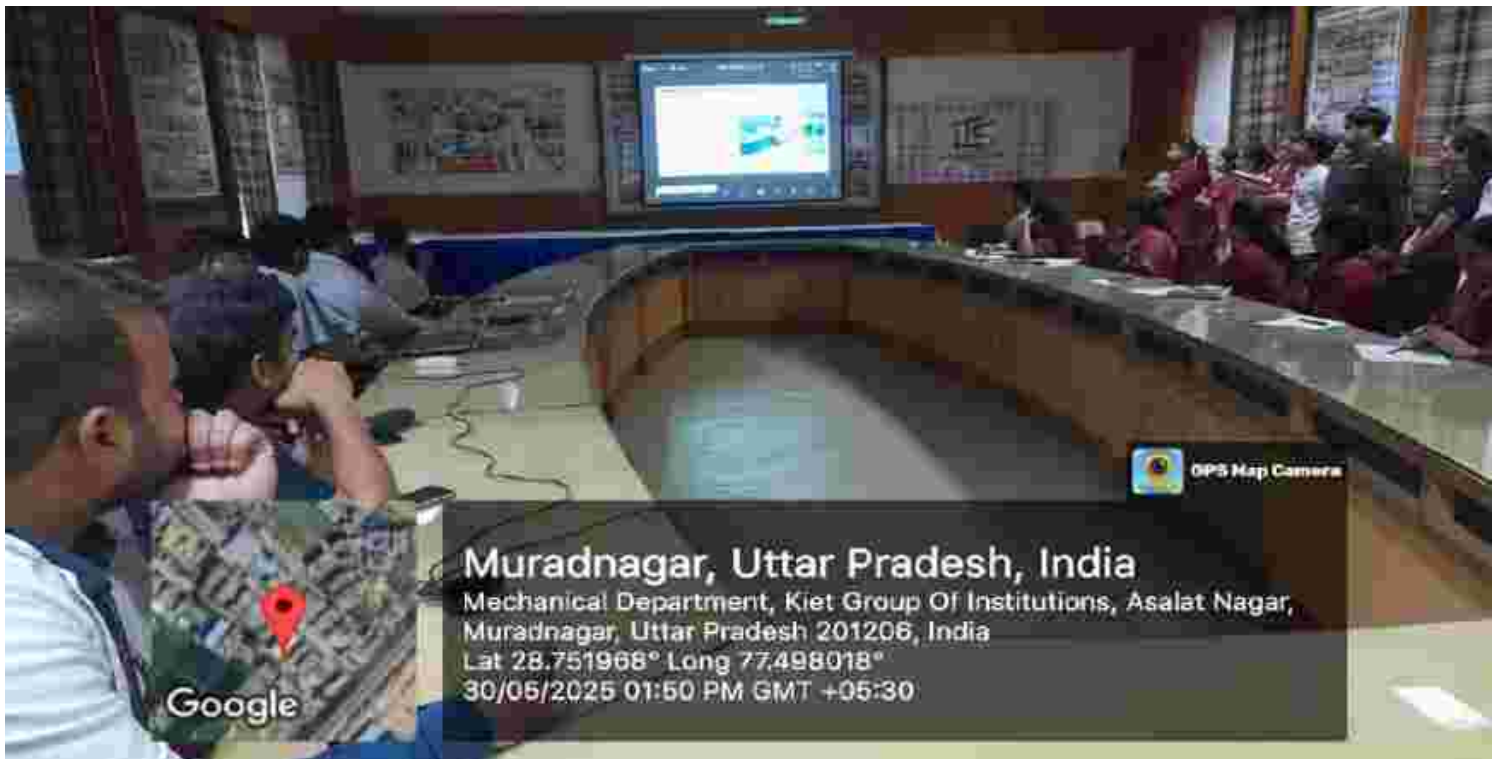 GPS Map Camera
Muradnagar, Uttar Pradesh, India
Mechanical Department, Kiet Group Of Institutions, Asalat Nagar,
Muradnagar, Uttar Pradesh 201206, India
Lat 28.751968° Long 77.498018°
30/05/2025 01:50 PM GMT +05:30
Google